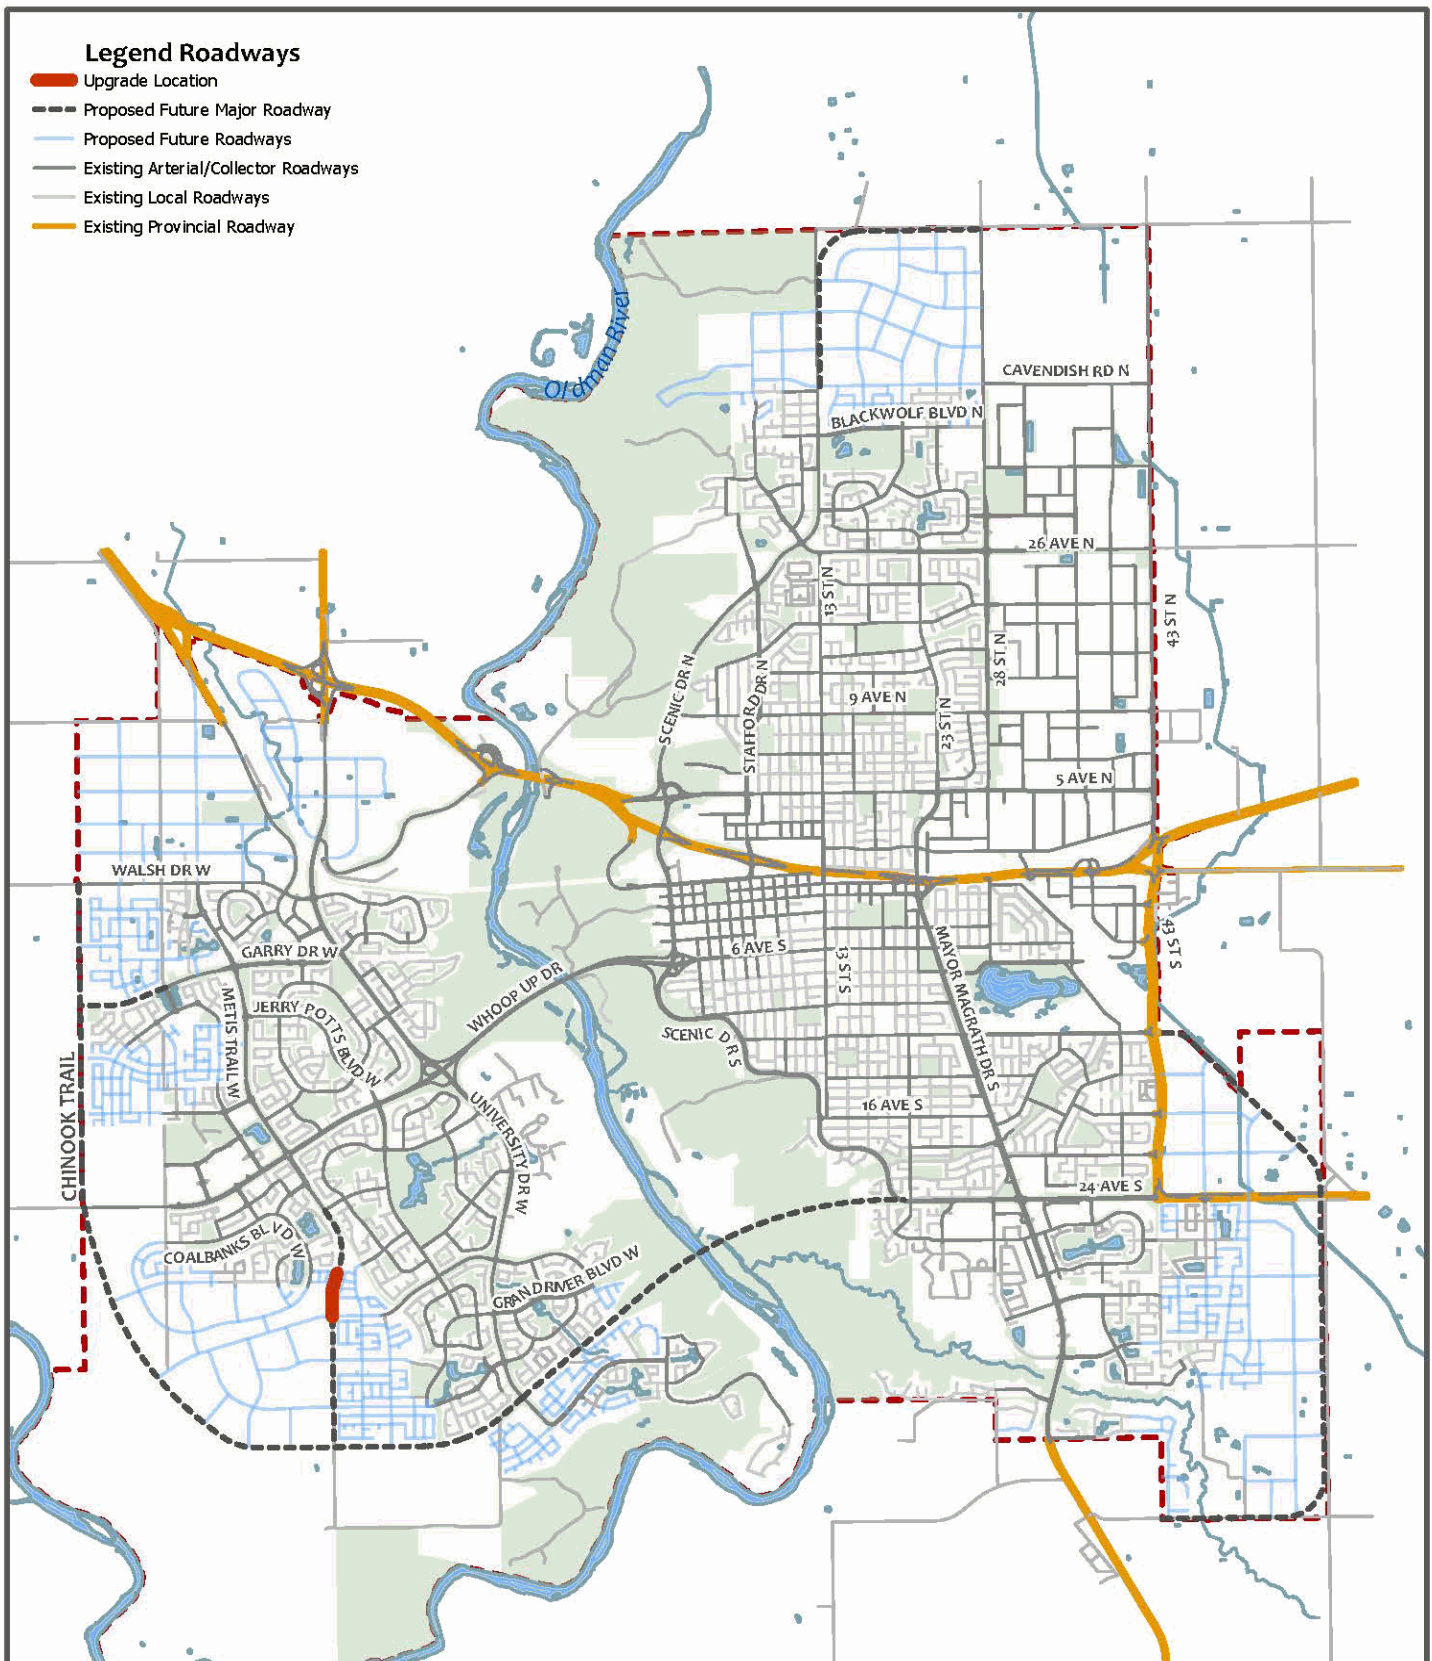 Legend Roadways
Upgrade Location
Proposed Future Major Roadway
Proposed Future Roadways
Existing Arterial/Collector Roadways
Existing Local Roadways
Existing Provincial Roadway
Oldman River
CAVENDISH RD N
BLACKWOLF BLVD N
26 AVE N
13 ST N
43 ST N
28 ST N
SCENIC DR N
STAFFORD DR N
9 AVE N
23 ST N
5 AVE N
WALSH DR W
GARRY DR W
6 AVE S
13 ST S
MAYOR MAGRATH DR S
43 ST S
WHOOP UP DR
METIS TRAIL W
JERRY POTTS BLVD W
SCENIC DR S
CHINOOK TRAIL
UNIVERSITY DR W
16 AVE S
24 AVE S
COALBANKS BLVD W
GRAND RIVER BLVD W